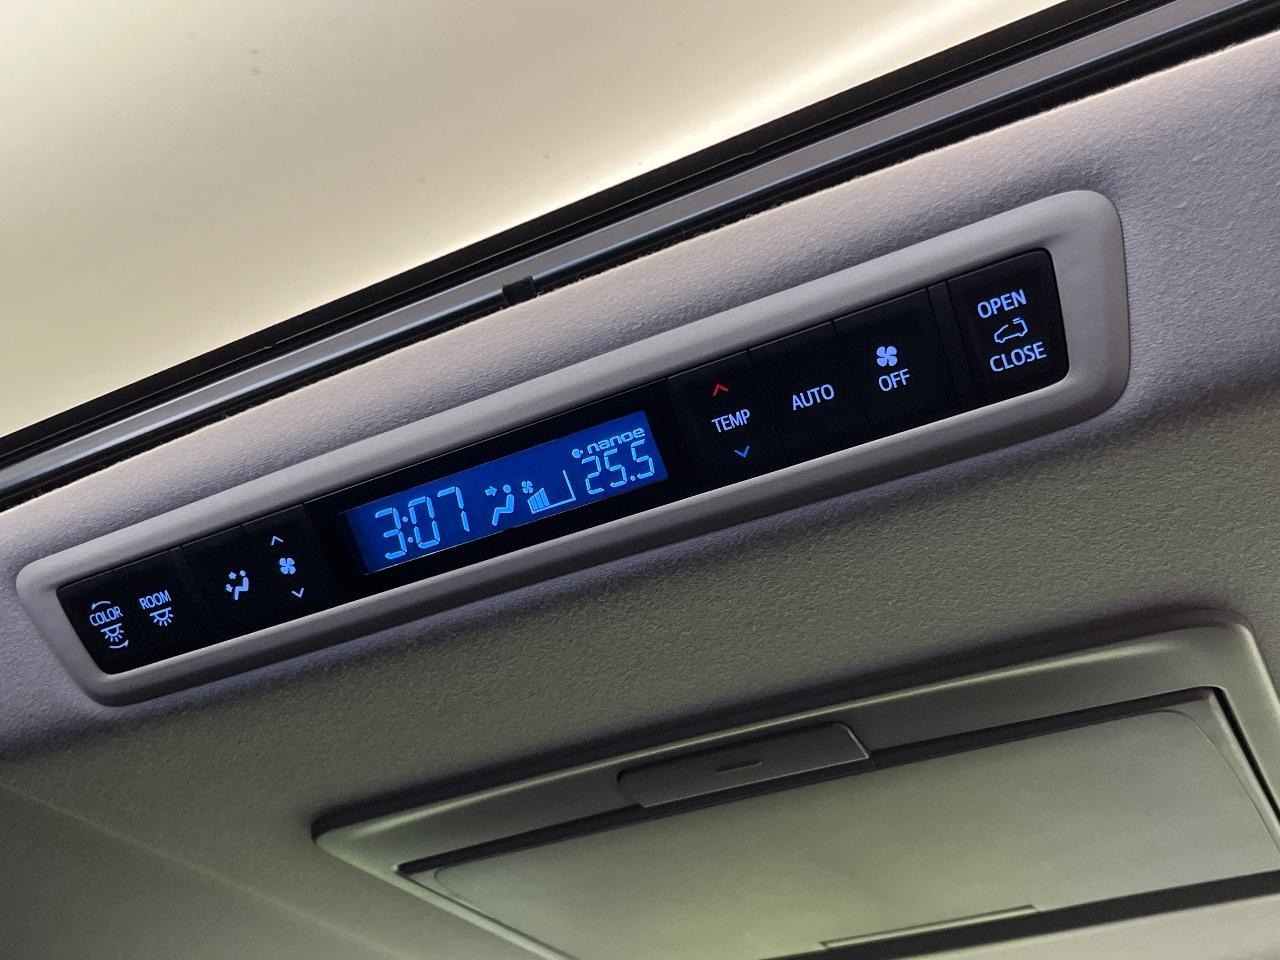 COLOR
ROOM
3:07
nanoe
25.5
TEMP
AUTO
OFF
OPEN
CLOSE